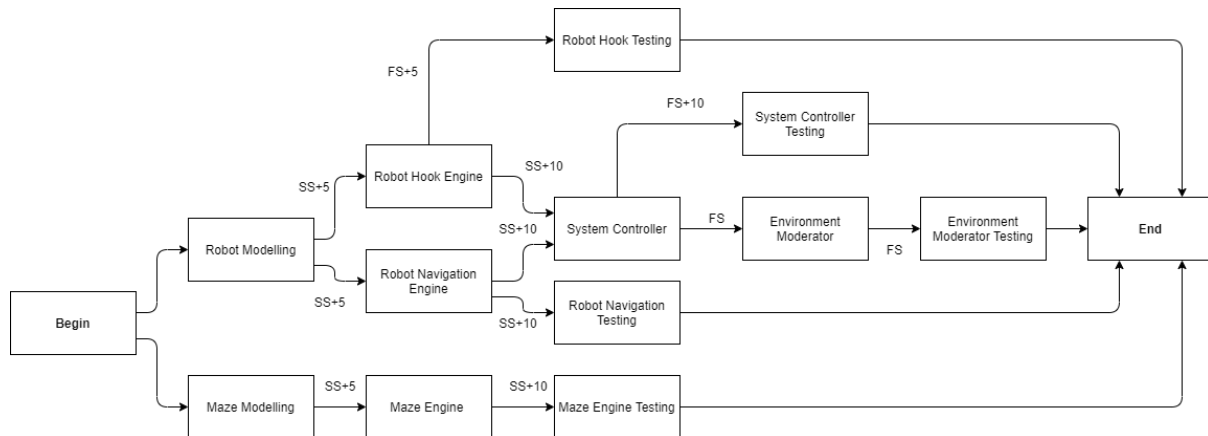 Robot Hook Testing
FS+5
FS+10
System Controller
Testing
SS+5
Robot Hook Engine
SS+10
Robot Modelling
SS+10
System Controller
FS
Environment
Moderator
FS
Environment
Moderator Testing
End
SS+5
Robot Navigation
Engine
SS+10
Robot Navigation
Testing
Begin
Maze Modelling
SS+5
Maze Engine
SS+10
Maze Engine Testing